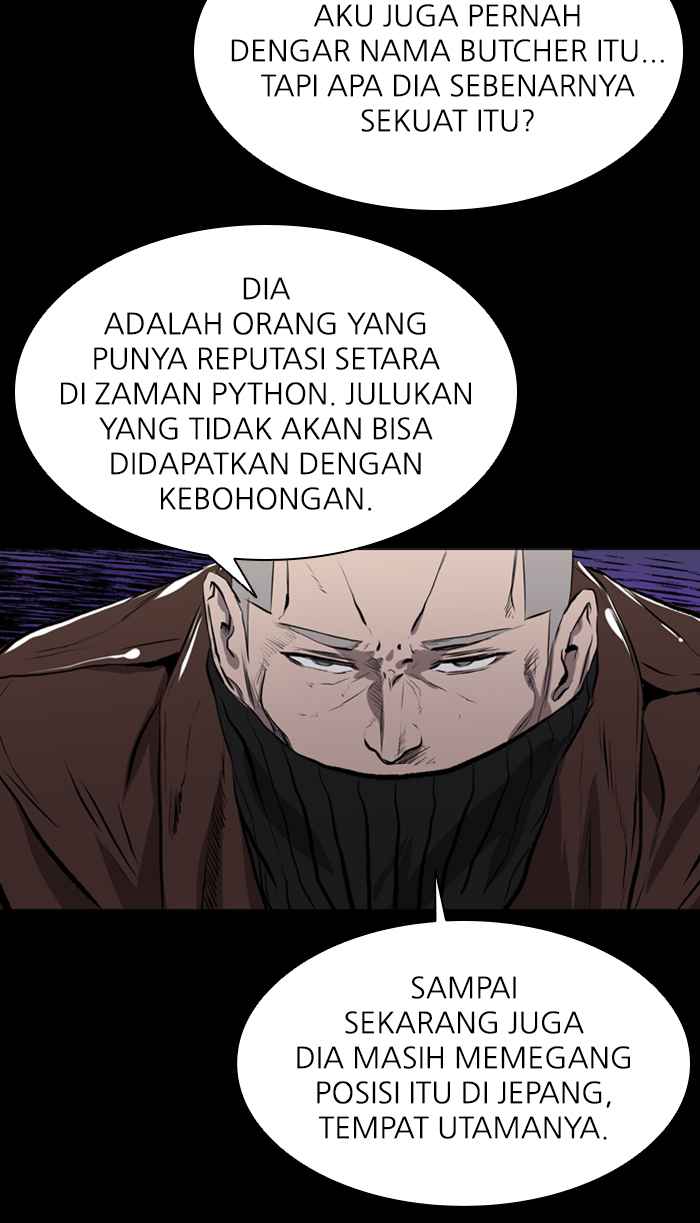 AKU JUGA PERNAH
DENGAR NAMA BUTCHER ITU...
TAPI APA DIA SEBENARNYA
SEKUAT ITU?
DIA
ADALAH ORANG YANG
PUNYA REPUTASI SETARA
DI ZAMAN PYTHON. JULUKAN
YANG TIDAK AKAN BISA
DIDAPATKAN DENGAN
KEBOHONGAN.
SAMPAI
SEKARANG JUGA
DIA MASIH MEMEGANG
POSISI ITU DI JEPANG,
TEMPAT UTAMANYA.